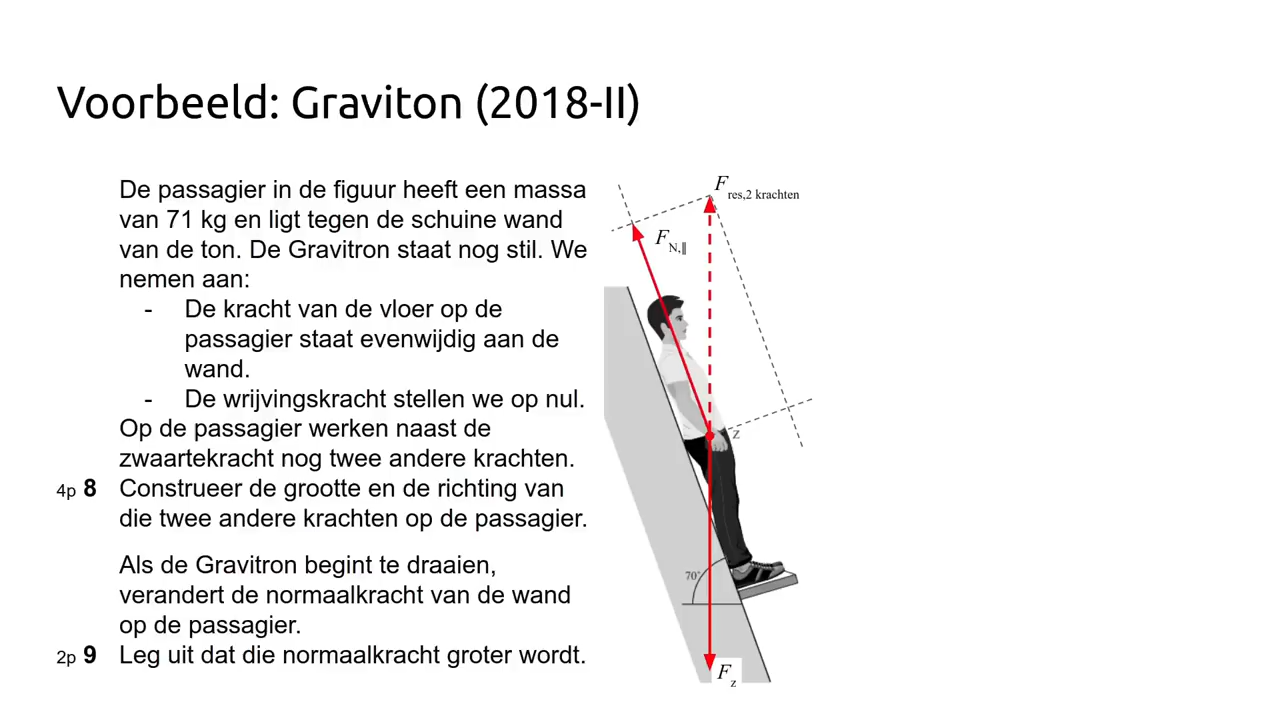 Voorbeeld: Graviton (2018-II)
De passagier in de figuur heeft een massa
van 71 kg en ligt tegen de schuine wand
van de ton. De Gravitron staat nog stil. We
nemen aan:
- De kracht van de vloer op de
passagier staat evenwijdig aan de
wand.
- De wrijvingskracht stellen we op nul.
Op de passagier werken naast de
zwaartekracht nog twee andere krachten.
4p 8 Construeer de grootte en de richting van
die twee andere krachten op de passagier.
Als de Gravitron begint te draaien,
verandert de normaalkracht van de wand
op de passagier.
2p 9 Leg uit dat die normaalkracht groter wordt.
F res,2 krachten
F N,∥
Z
70°
F z